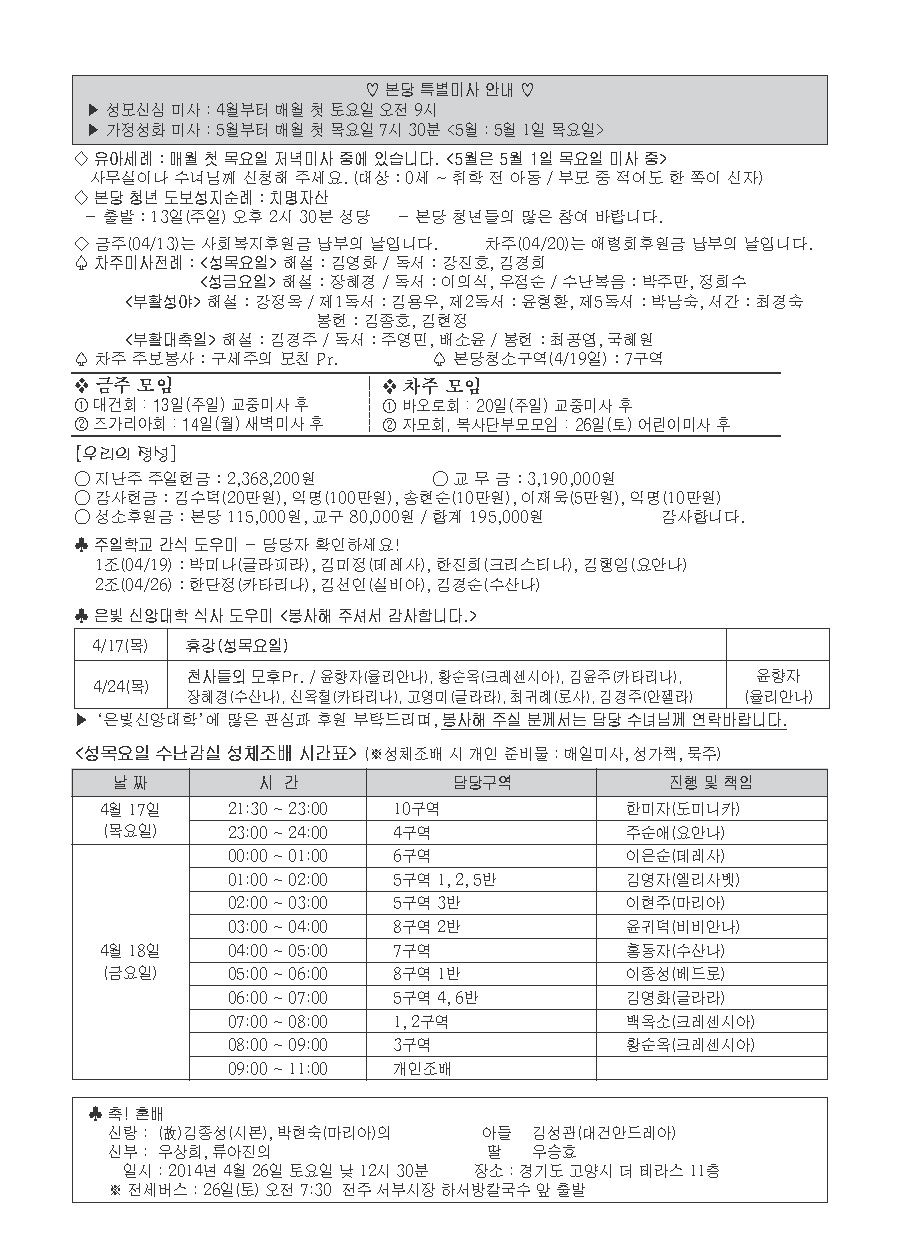 ♡ 본당 특별미사 안내 ♡
▶ 성모신심 미사 : 4월부터 매월 첫 토요일 오전 9시
▶ 가정성화 미사 : 5월부터 매월 첫 목요일 7시 30분 <5월 : 5월 1일 목요일>
◇ 유아세례 : 매월 첫 목요일 저녁미사 중에 있습니다. <5월은 5월 1일 목요일 미사 중>
사무실이나 수녀님께 신청해 주세요. (대상 : 0세 ~ 취학 전 아동 / 부모 중 적어도 한 쪽이 신자)
◇ 본당 청년 도보성지순례 : 치명자산
- 출발 : 13일(주일) 오후 2시 30분 성당 - 본당 청년들의 많은 참여 바랍니다.
◇ 금주(04/13)는 사회복지후원금 납부의 날입니다. 차주(04/20)는 애령회후원금 납부의 날입니다.
♤ 차주미사전례 : <성목요일> 해설 : 김영화 / 독서 : 강진호, 김경희
<성금요일> 해설 : 장혜경 / 독서 : 이의식, 우점순 / 수난복음 : 박주만, 정희수
<부활성야> 해설 : 강정옥 / 제1독서 : 김용우, 제2독서 : 윤형환, 제5독서 : 박남숙, 서간 : 최경숙
봉헌 : 김종호, 김현정
<부활대축일> 해설 : 김경주 / 독서 : 주영민, 배소윤 / 봉헌 : 최공엽, 국혜원
♤ 차주 주보봉사 : 구세주의 모친 Pr. ♤ 본당청소구역(4/19일) : 7구역
❖ 금주 모임 ❖ 차주 모임
① 대건회 : 13일(주일) 교중미사 후 ① 바오로회 : 20일(주일) 교중미사 후
② 즈가리아회 : 14일(월) 새벽미사 후 ② 자모회, 복사단부모모임 : 26일(토) 어린이미사 후
[우리의 정성]
○ 지난주 주일헌금 : 2,368,200원 ○ 교 무 금 : 3,190,000원
○ 감사헌금 : 김수덕(20만원), 익명(100만원), 송현순(10만원), 이재욱(5만원), 익명(10만원)
○ 성소후원금 : 본당 115,000원, 교구 80,000원 / 합계 195,000원 감사합니다.
♣ 주일학교 간식 도우미 - 담당자 확인하세요!
1조(04/19) : 박미나(글라피라), 김미정(데레사), 한진희(크리스티나), 김행임(요안나)
2조(04/26) : 한단정(카타리나), 김선인(실비아), 김경순(수산나)
♣ 은빛 신앙대학 식사 도우미 <봉사해 주셔서 감사합니다.>
4/17(목) 휴강(성목요일)
4/24(목) 천사들의 모후Pr. / 윤향자(율리안나), 황순옥(크레센시아), 김윤주(카타리나), 장혜경(수산나), 신옥철(카타리나), 고영미(글라라), 최귀례(로사), 김경주(안젤라) 윤향자(율리안나)
▶ ‘은빛신앙대학’에 많은 관심과 후원 부탁드리며, 봉사해 주실 분께서는 담당 수녀님께 연락바랍니다.
<성목요일 수난감실 성체조배 시간표> (※성체조배 시 개인 준비물 : 매일미사, 성가책, 묵주)
날 짜 시 간 담당구역 진행 및 책임
4월 17일 (목요일) 21:30 ~ 23:00 10구역 한미자(도미니카)
23:00 ~ 24:00 4구역 주순애(요안나)
4월 18일 (금요일) 00:00 ~ 01:00 6구역 이은순(데레사)
01:00 ~ 02:00 5구역 1, 2, 5반 김영자(엘리사벳)
02:00 ~ 03:00 5구역 3반 이현주(마리아)
03:00 ~ 04:00 8구역 2반 윤귀덕(비비안나)
04:00 ~ 05:00 7구역 홍동자(수산나)
05:00 ~ 06:00 8구역 1반 이종성(베드로)
06:00 ~ 07:00 5구역 4, 6반 김영화(글라라)
07:00 ~ 08:00 1, 2구역 백옥소(크레센시아)
08:00 ~ 09:00 3구역 황순옥(크레센시아)
09:00 ~ 11:00 개인조배
♣ 축! 혼배
신랑 : (故)김종성(시몬), 박현숙(마리아)의 아들 김성관(대건안드레아)
신부 : 우상희, 류아진의 딸 우승효
일시 : 2014년 4월 26일 토요일 낮 12시 30분 장소 : 경기도 고양시 더 테라스 11층
※ 전세버스 : 26일(토) 오전 7:30 전주 서부시장 하서방칼국수 앞 출발